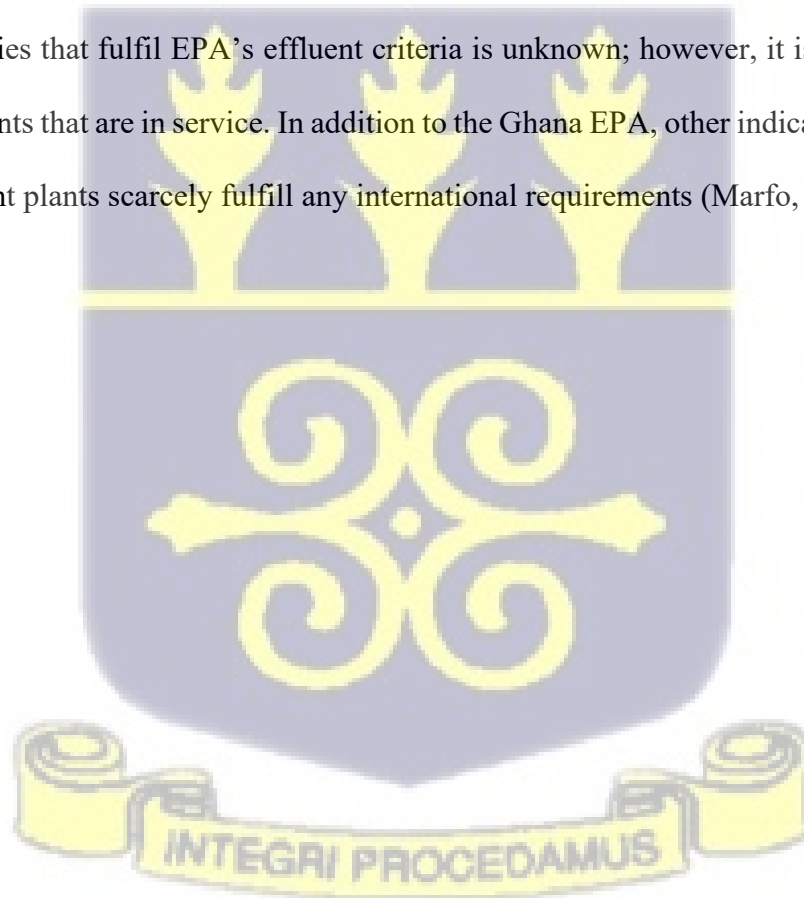 ies that fulfil EPA’s effluent criteria is unknown; however, it is
nts that are in service. In addition to the Ghana EPA, other indica
nt plants scarcely fulfill any international requirements (Marfo,
INTEGRI PROCEDAMUS